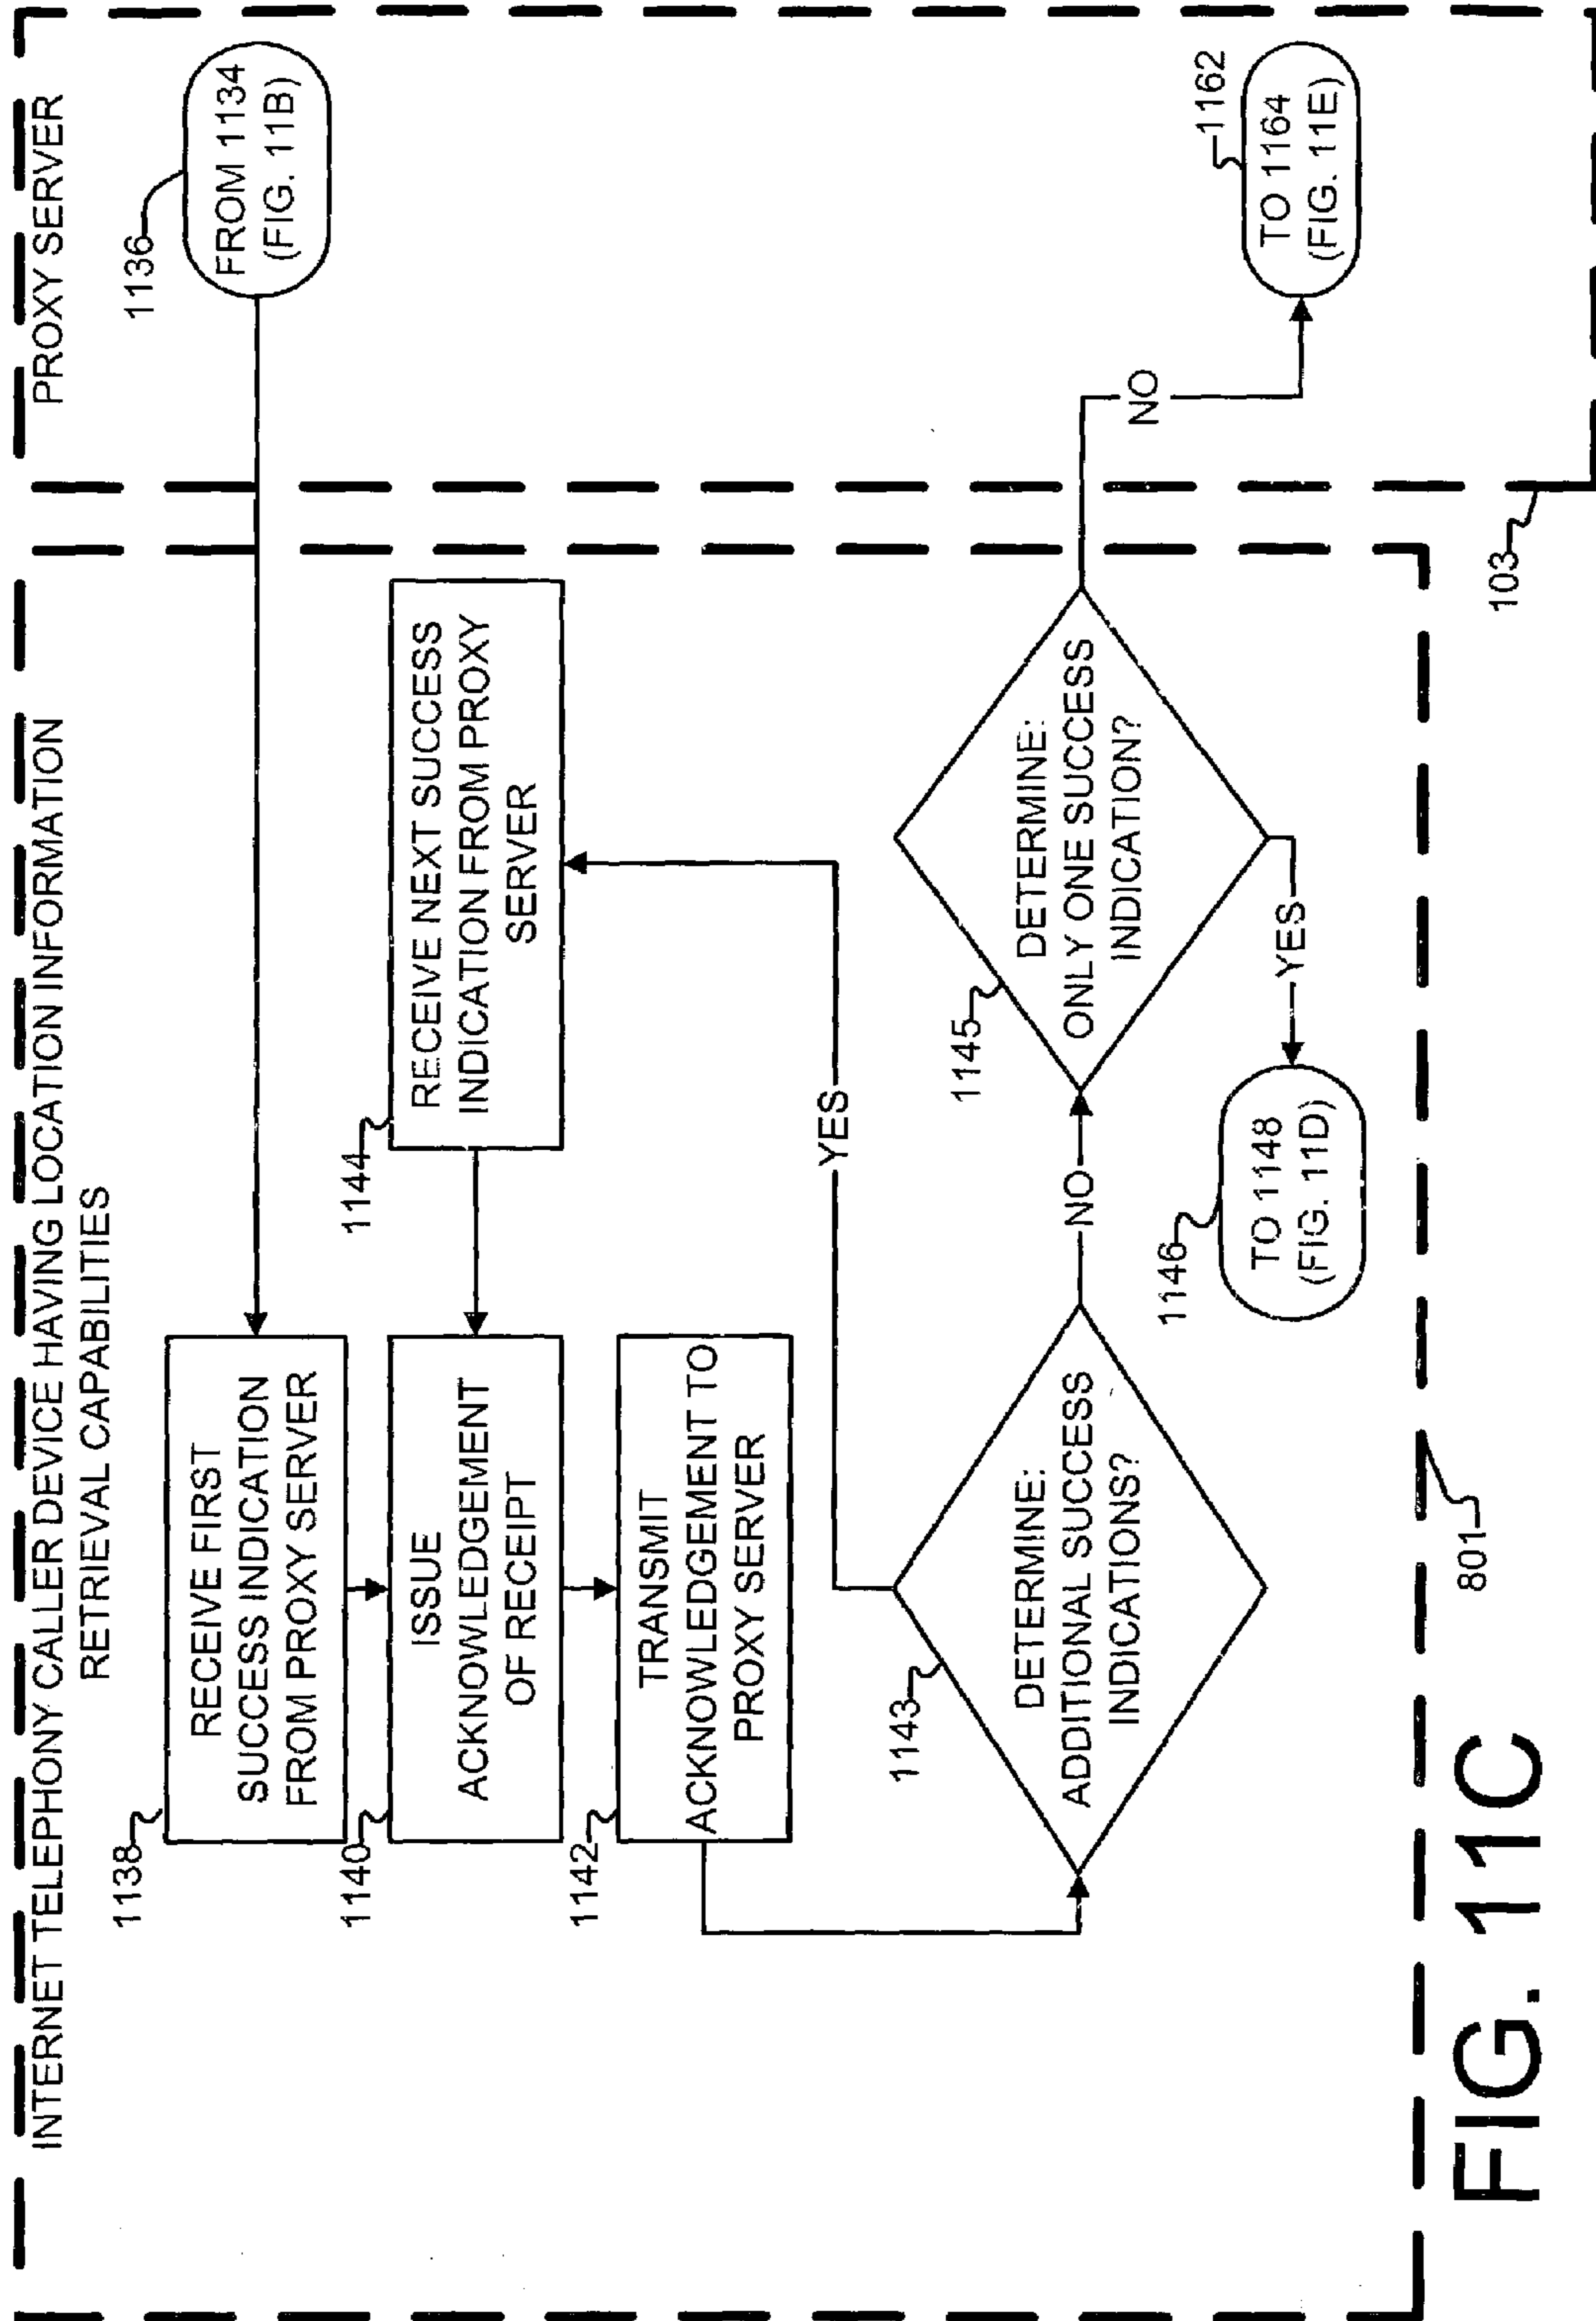 INTERNET TELEPHONY CALLER DEVICE HAVING LOCATION INFORMATION
RETRIEVAL CAPABILITIES
PROXY SERVER
1136
FROM 1134
(FIG. 11B)
1138
RECEIVE FIRST
SUCCESS INDICATION
FROM PROXY SERVER
1140
ISSUE
ACKNOWLEDGEMENT
OF RECEIPT
1144
RECEIVE NEXT SUCCESS
INDICATION FROM PROXY
SERVER
1142
TRANSMIT
ACKNOWLEDGEMENT TO
PROXY SERVER
YES
1143
DETERMINE:
ADDITIONAL SUCCESS
INDICATIONS?
NO
1145
DETERMINE:
ONLY ONE SUCCESS
INDICATION?
NO
1162
TO 1164
(FIG. 11E)
YES
1146
TO 1148
(FIG. 11D)
801
103
FIG. 11C